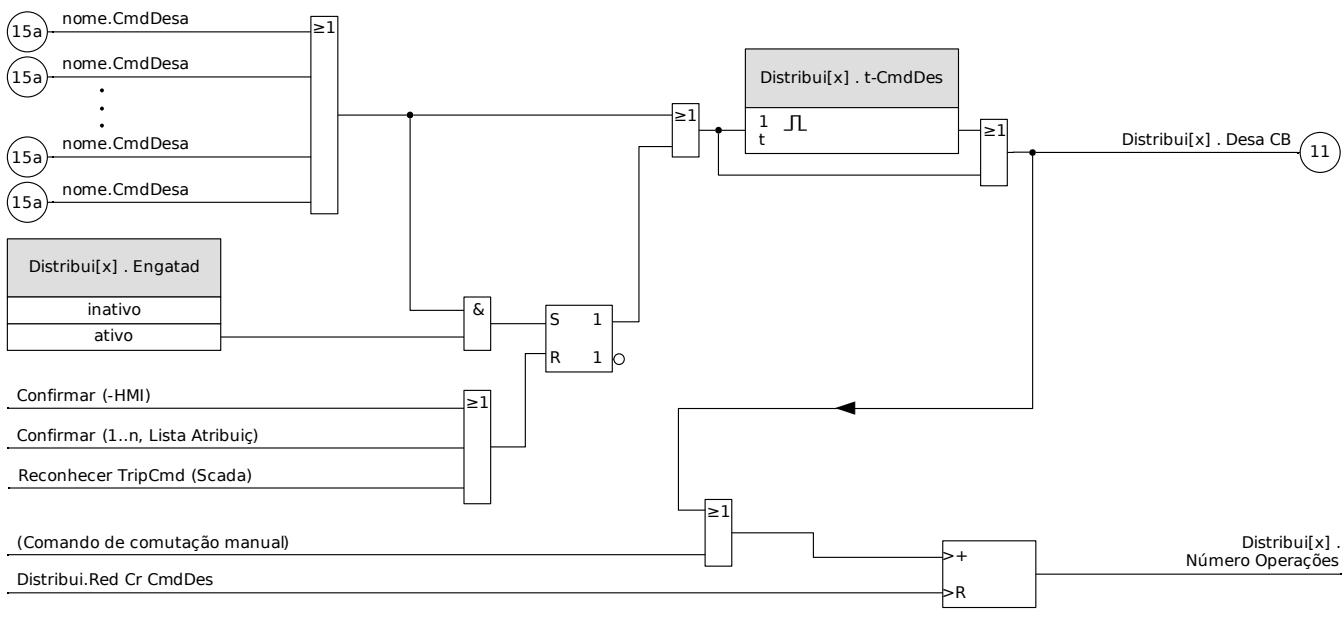 15a
nome.CmdDesa
≥1
15a
nome.CmdDesa
15a
nome.CmdDesa
15a
nome.CmdDesa
Distribui[x] . Engatad
inativo
ativo
&
S 1
R 1
≥1
Distribui[x] . t-CmdDes
1
t
≥1
Distribui[x] . Desa CB
11
Confirmar (-HMI)
≥1
Confirmar (1..n, Lista Atribuiç)
Reconhecer TripCmd (Scada)
≥1
(Comando de comutação manual)
Distribui.Red Cr CmdDes
>+
>R
Distribui[x] .
Número Operações